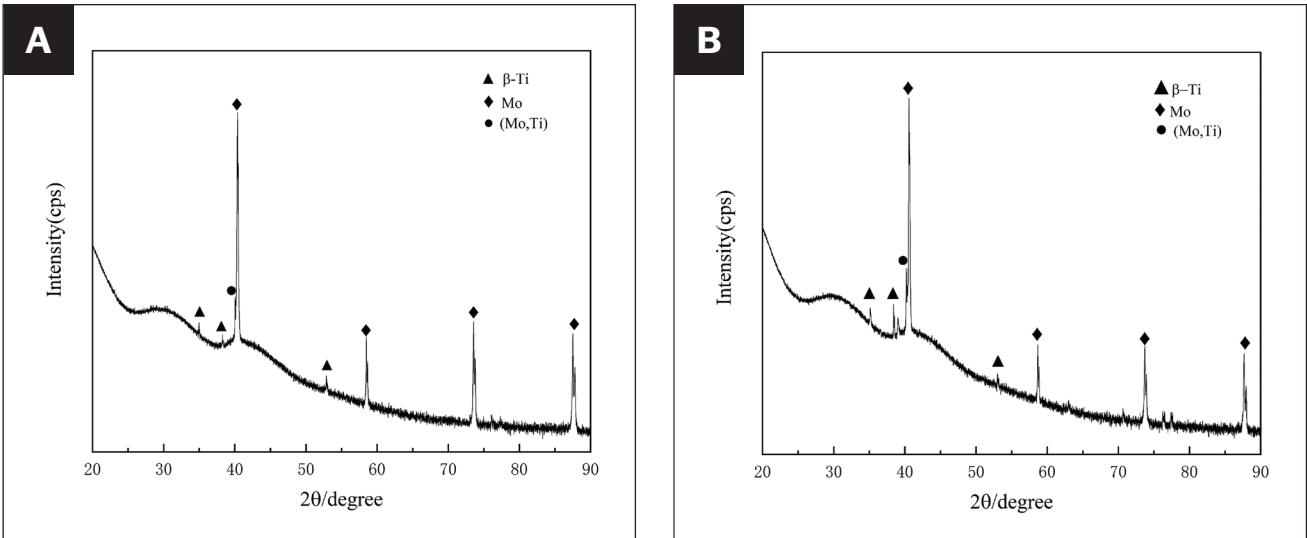 A
▲ β-Ti
◆ Mo
● (Mo,Ti)
Intensity(cps)
20 30 40 50 60 70 80 90
2θ/degree
B
▲ β–Ti
◆ Mo
● (Mo,Ti)
Intensity(cps)
20 30 40 50 60 70 80 90
2θ/degree